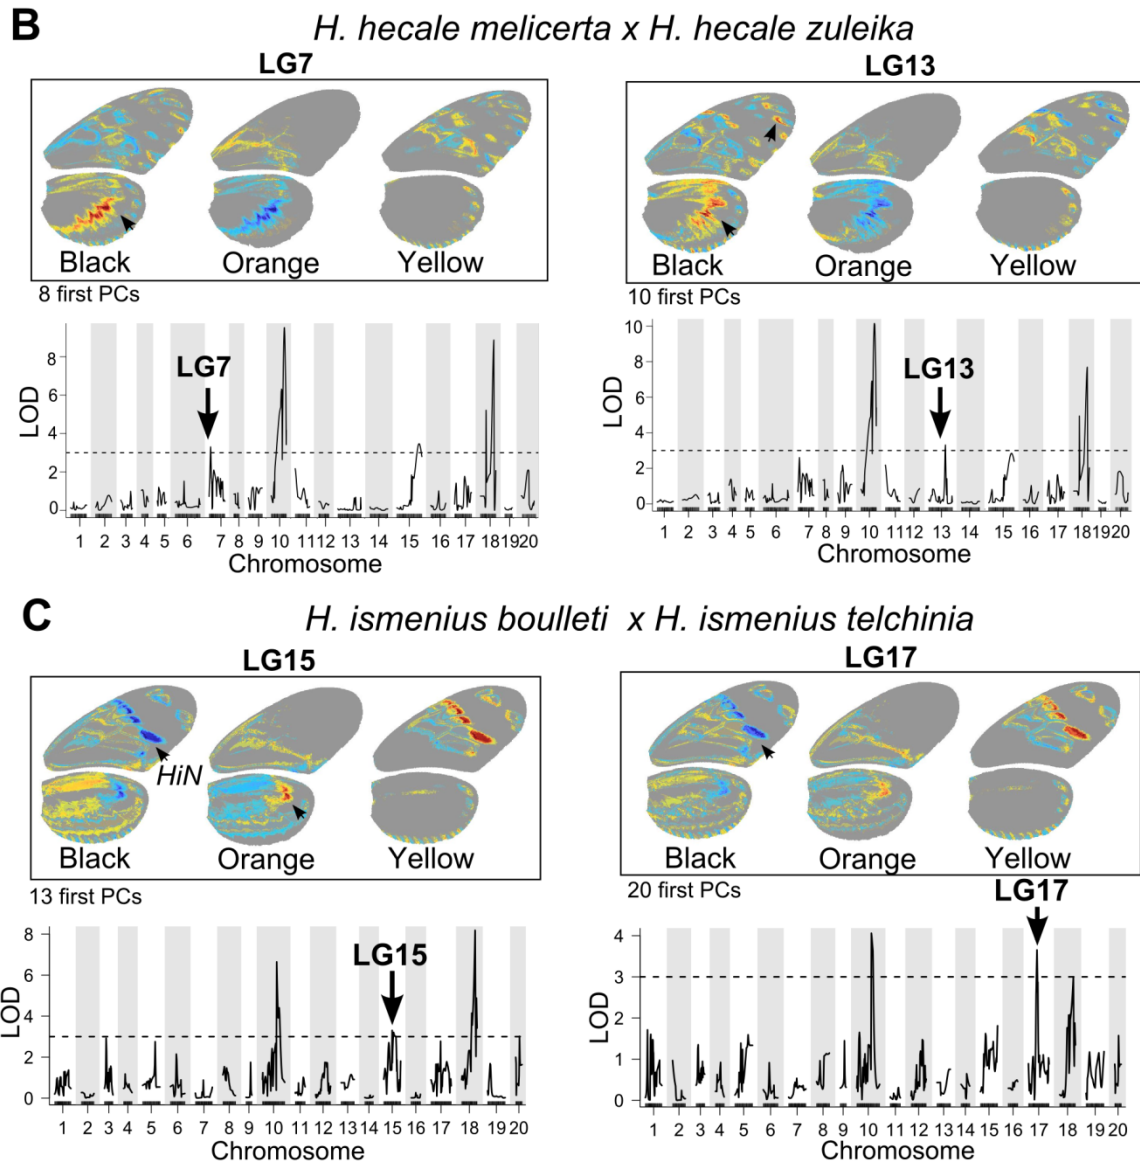 B
H. hecale melicerta x H. hecale zuleika
LG7
Black Orange Yellow
8 first PCs
LG7
LOD
8
6
4
2
0
1 2 3 4 5 6 7 8 9 10 11 12 13 14 15 16 17 18 19 20
Chromosome
LG13
Black Orange Yellow
10 first PCs
LG13
LOD
10
8
6
4
2
0
1 2 3 4 5 6 7 8 9 10 11 12 13 14 15 16 17 18 19 20
Chromosome
C
H. ismenius boulleti x H. ismenius telchinia
LG15
HiN
Black Orange Yellow
13 first PCs
LG15
LOD
8
6
4
2
0
1 2 3 4 5 6 7 8 9 10 11 12 13 14 15 16 17 18 19 20
Chromosome
LG17
Black Orange Yellow
20 first PCs
LG17
LOD
4
3
2
1
0
1 2 3 4 5 6 7 8 9 10 11 12 13 14 15 16 17 18 19 20
Chromosome